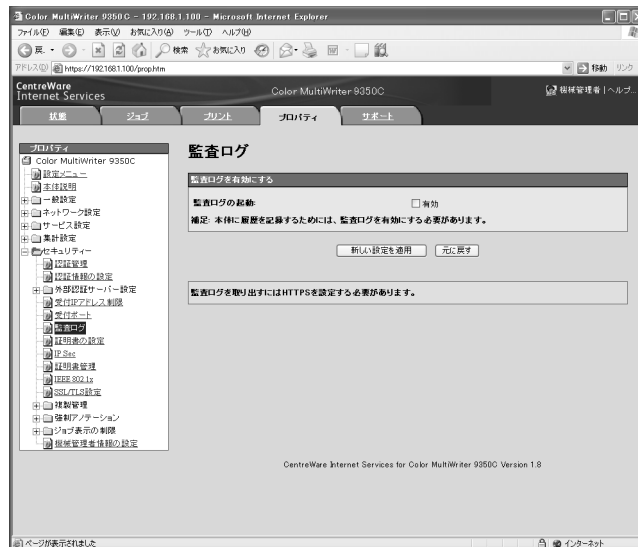 Color MultiWriter 9350C - 192.168.1.100 - Microsoft Internet Explorer
ファイル(F) 編集(E) 表示(V) お気に入り(A) ツール(T) ヘルプ(H)
戻る 検索 お気に入り
アドレス(D) https://192.168.1.100/prop.htm 移動 リンク
CentreWare
Internet Services
Color MultiWriter 9350C
機械管理者 | ヘルプ...
状態 ジョブ プリント プロパティ サポート
プロパティ
Color MultiWriter 9350C
設定メニュー
本体説明
一般設定
ネットワーク設定
サービス設定
集計設定
セキュリティー
認証管理
認証情報の設定
外部認証サーバー設定
受付IPアドレス制限
受付ポート
監査ログ
証明書の設定
IP Sec
証明書管理
IEEE 802.1x
SSL/TLS設定
複製管理
強制アノテーション
ジョブ表示の制限
機械管理者情報の設定
監査ログ
監査ログを有効にする
監査ログの起動: 有効
補足: 本体に履歴を記録するためには、監査ログを有効にする必要があります。
新しい設定を適用 元に戻す
監査ログを取り出すにはHTTPSを設定する必要があります。
CentreWare Internet Services for Color MultiWriter 9350C Version 1.8
ページが表示されました インターネット